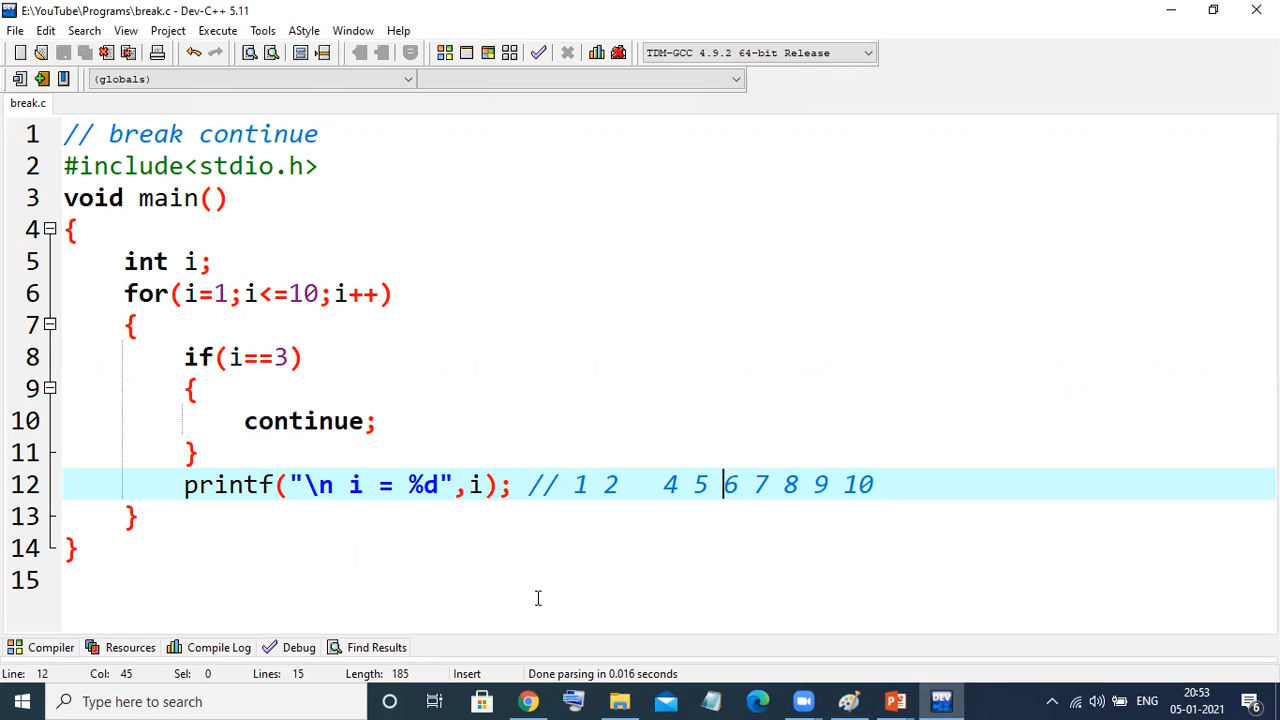 E:\YouTube\Programs\break.c - Dev-C++ 5.11
File Edit Search View Project Execute Tools AStyle Window Help
TDM-GCC 4.9.2 64-bit Release
(globals)
break.c
1 // break continue
2 #include<stdio.h>
3 void main()
4 {
5 int i;
6 for(i=1;i<=10;i++)
7 {
8 if(i==3)
9 {
10 continue;
11 }
12 printf("\n i = %d",i); // 1 2   4 5 6 7 8 9 10
13 }
14 }
15
Compiler Resources Compile Log Debug Find Results
Line: 12 Col: 45 Sel: 0 Lines: 15 Length: 185 Insert Done parsing in 0.016 seconds
Type here to search DEV ENG 20:53
05-01-2021 6